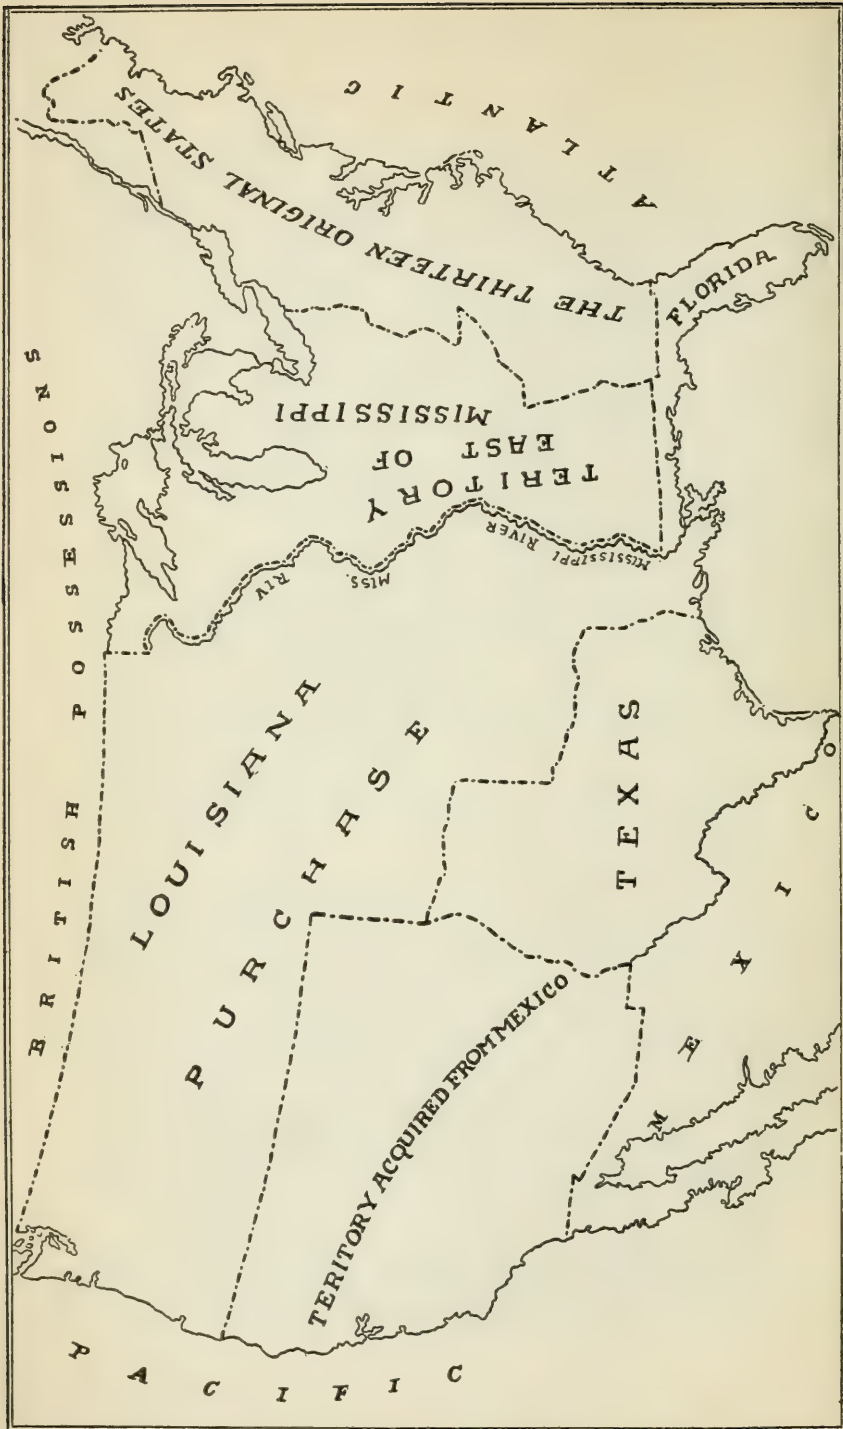 BRITISH POSSESSIONS
ATLANTIC
THE THIRTEEN ORIGINAL STATES
FLORIDA
TERITORY
EAST OF
MISSISSIPPI
MISS. RIV
MISSISSIPPI RIVER
LOUISIANA
PURCHASE
TEXAS
TERITORY ACQUIRED FROM MEXICO
MEXICO
PACIFIC